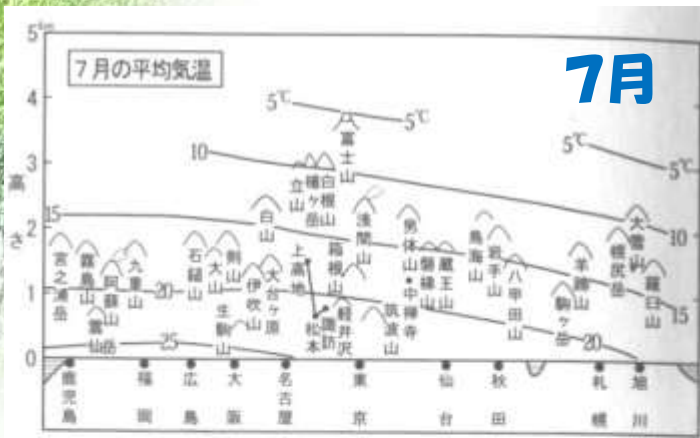 5km
7月の平均気温
7月
4
5℃
5℃
富士山
5℃
5℃
10
3
高さ
立山
穂ヶ岳
白根山
15
2
白山
浅間山
男体山
鳥海山
大雪山
10
宮之浦岳
霧島山
阿蘇山
九重山
石鎚山
大山
剣山
伊吹山
大台ヶ原
上高地
箱根山
中禅寺
磐梯山
蔵王山
岩手山
八甲田山
羊蹄山
幌尻岳
羅臼山
1
20
雲仙岳
生駒山
松本
諏訪
軽井沢
筑波山
駒ヶ岳
15
25
20
0
鹿児島
福岡
広島
大阪
名古屋
東京
仙台
秋田
札幌
旭川